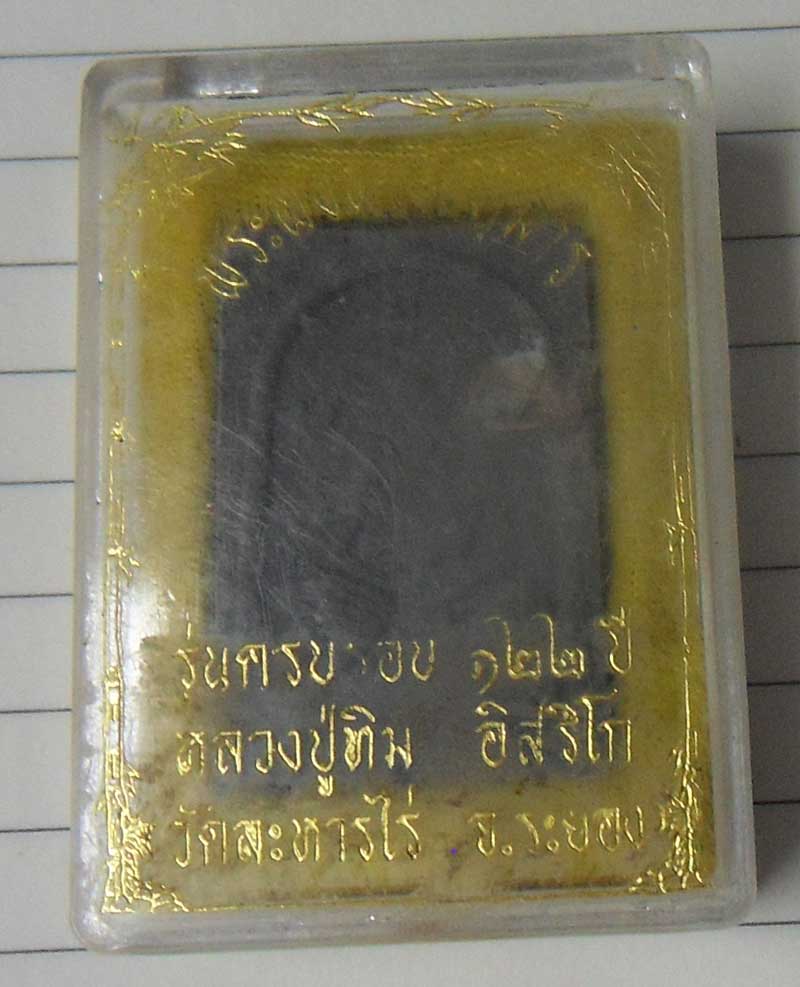 รุ่นครบรอบ ๑๒๒ ปี
หลวงปู่ทิม อิสริโก
วัดละหารไร่ จ.ระยอง